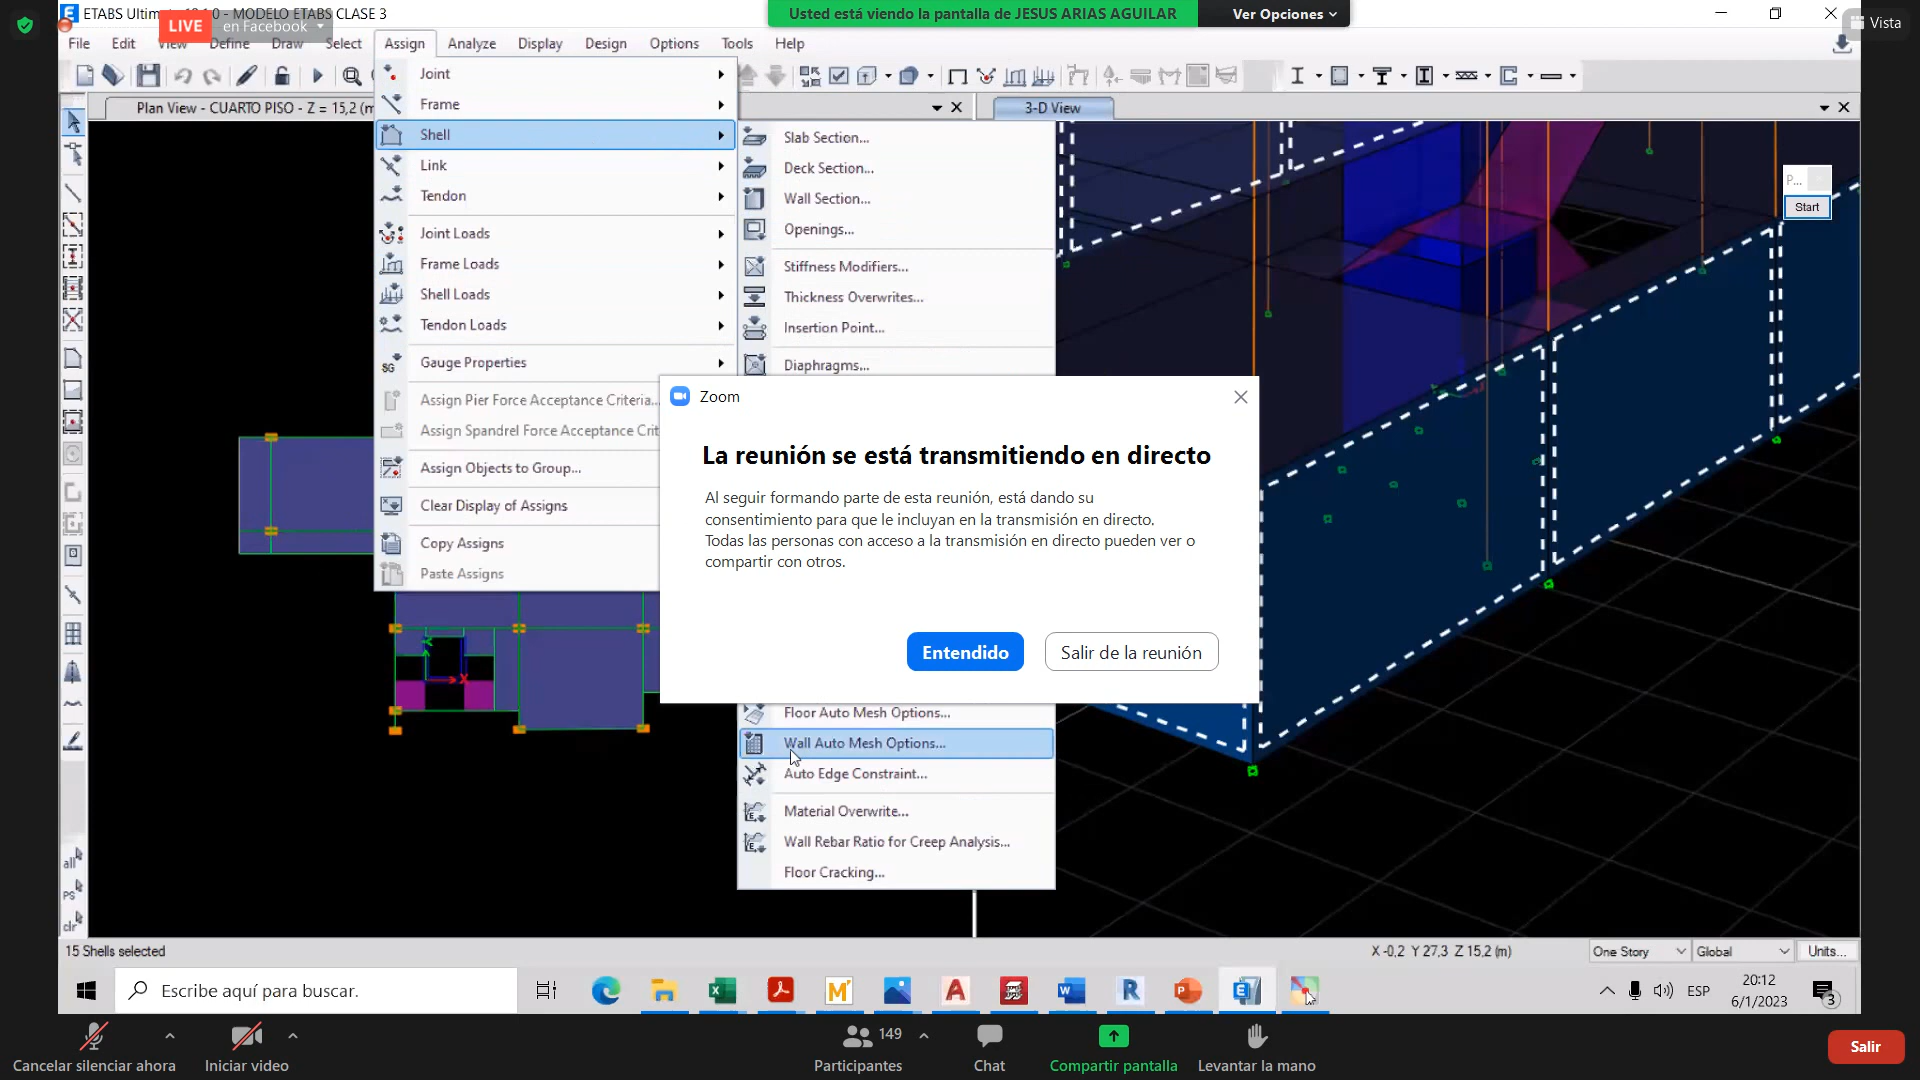 Usted está viendo la pantalla de JESUS ARIAS AGUILAR
Ver Opciones
Vista
MODELO ETABS CLASE 3
LIVE
en Facebook
File
Edit
View
Define
Draw
Select
Assign
Analyze
Display
Design
Options
Tools
Help
Plan View - CUARTO PISO - Z = 15,2 (m
3-D View
Joint
Frame
Shell
Link
Tendon
Joint Loads
Frame Loads
Shell Loads
Tendon Loads
Gauge Properties
Assign Pier Force Acceptance Criteria...
Assign Spandrel Force Acceptance Crit
Assign Objects to Group...
Clear Display of Assigns
Copy Assigns
Paste Assigns
Slab Section...
Deck Section...
Wall Section...
Openings...
Stiffness Modifiers...
Thickness Overwrites...
Insertion Point...
Diaphragms...
Floor Auto Mesh Options...
Wall Auto Mesh Options...
Auto Edge Constraint...
Material Overwrite...
Wall Rebar Ratio for Creep Analysis...
Floor Cracking...
P...
Start
Zoom
La reunión se está transmitiendo en directo
Al seguir formando parte de esta reunión, está dando su
consentimiento para que le incluyan en la transmisión en directo.
Todas las personas con acceso a la transmisión en directo pueden ver o
compartir con otros.
Entendido
Salir de la reunión
X
all
ps
clr
15 Shells selected
X -0,2 Y 27,3 Z 15,2 (m)
One Story
Global
Units...
Escribe aquí para buscar.
ESP
20:12
6/1/2023
3
Cancelar silenciar ahora
Iniciar video
149
Participantes
Chat
Compartir pantalla
Levantar la mano
Salir